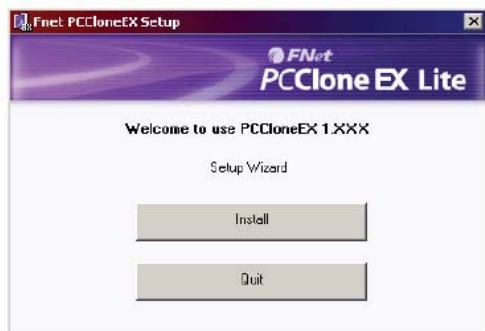 Fnet PCCloneEX Setup
FNet
PCClone EX Lite
Welcome to use PCCloneEX 1.XXX
Setup Wizard
Install
Quit